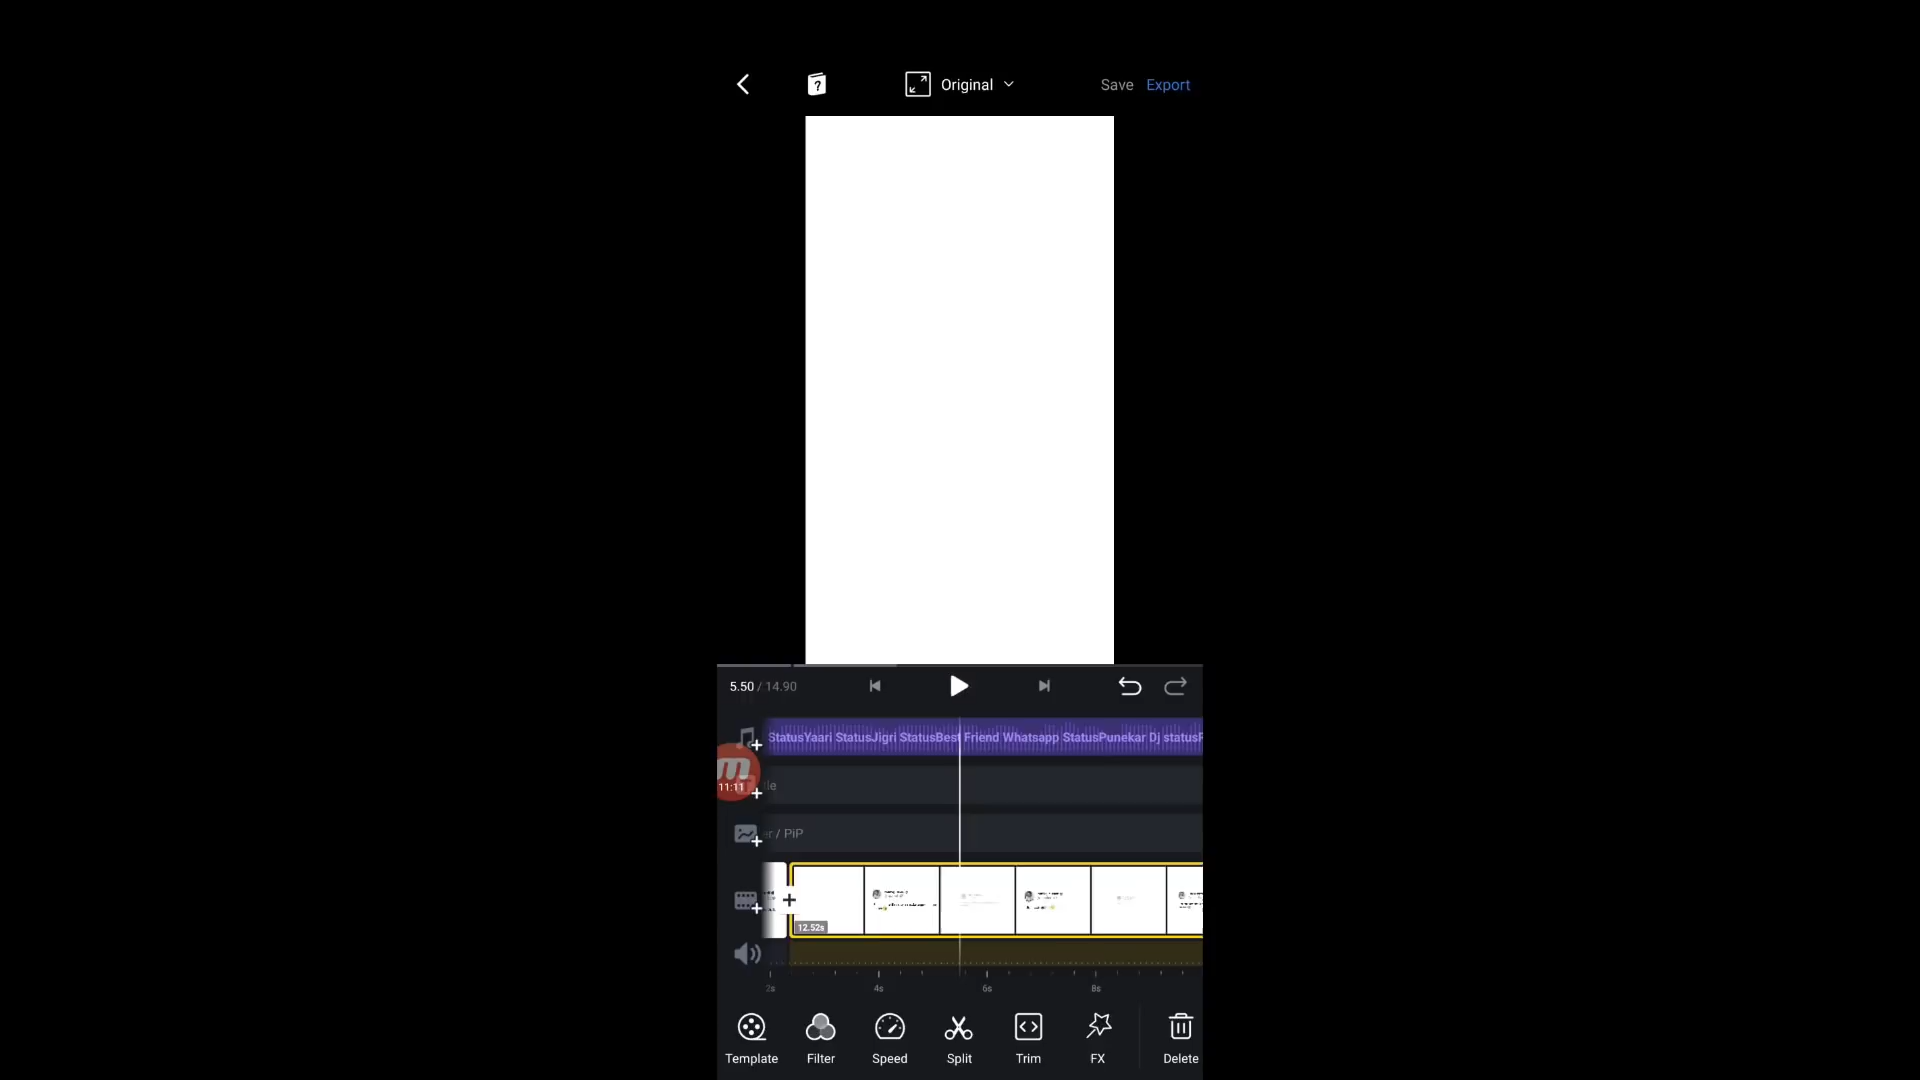 Original
Save
Export
5.50 / 14.90
StatusYaari StatusJigri StatusBest Friend Whatsapp StatusPunekar Dj status
11:11
/ PiP
12.52s
2s
4s
6s
8s
Template
Filter
Speed
Split
Trim
FX
Delete